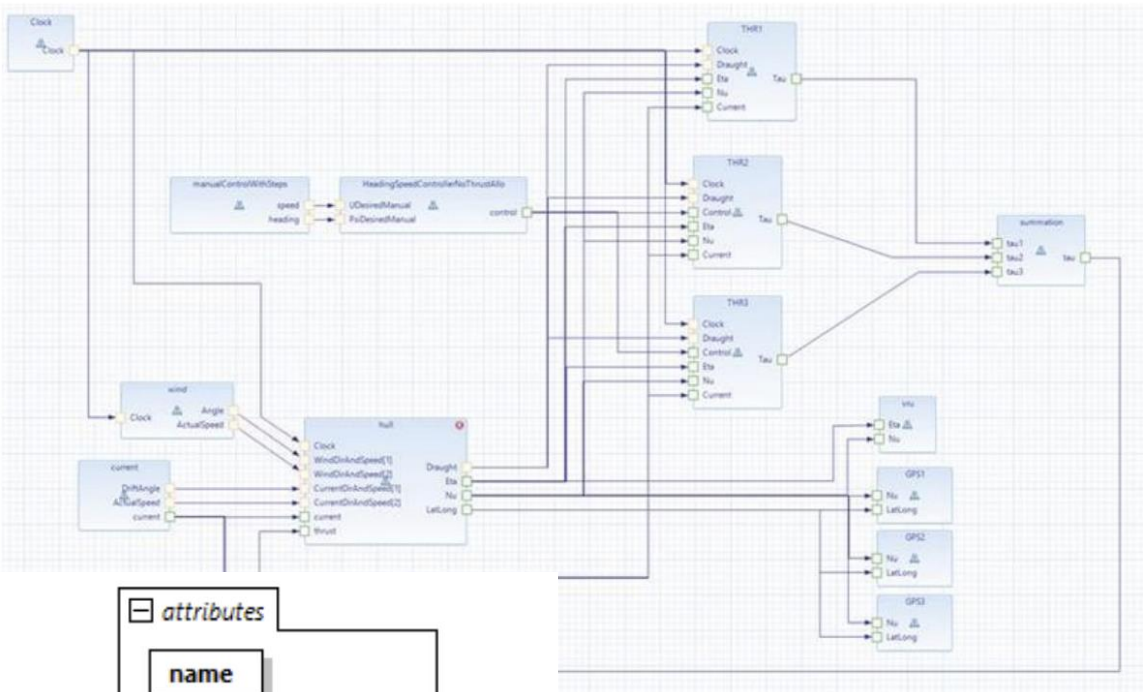 Clock
Clock
THR1
Clock
Draught
Eta
Nu
Current
Tau
manualControlWithSteps
speed
heading
HeadingSpeedControllerNoThrustAllo
UDesiredManual
PsiDesiredManual
control
THR2
Clock
Draught
Control
Eta
Nu
Current
Tau
summation
tau1
tau2
tau3
tau
THR3
Clock
Draught
Control
Eta
Nu
Current
Tau
wind
Clock
Angle
ActualSpeed
current
DriftAngle
ActualSpeed
current
hull
Clock
WindDirAndSpeed[1]
WindDirAndSpeed[2]
CurrentDirAndSpeed[1]
CurrentDirAndSpeed[2]
current
thrust
Draught
Eta
Nu
LatLong
Eta
Nu
GPS1
Nu
LatLong
GPS2
Nu
LatLong
GPS3
Nu
LatLong
attributes
name